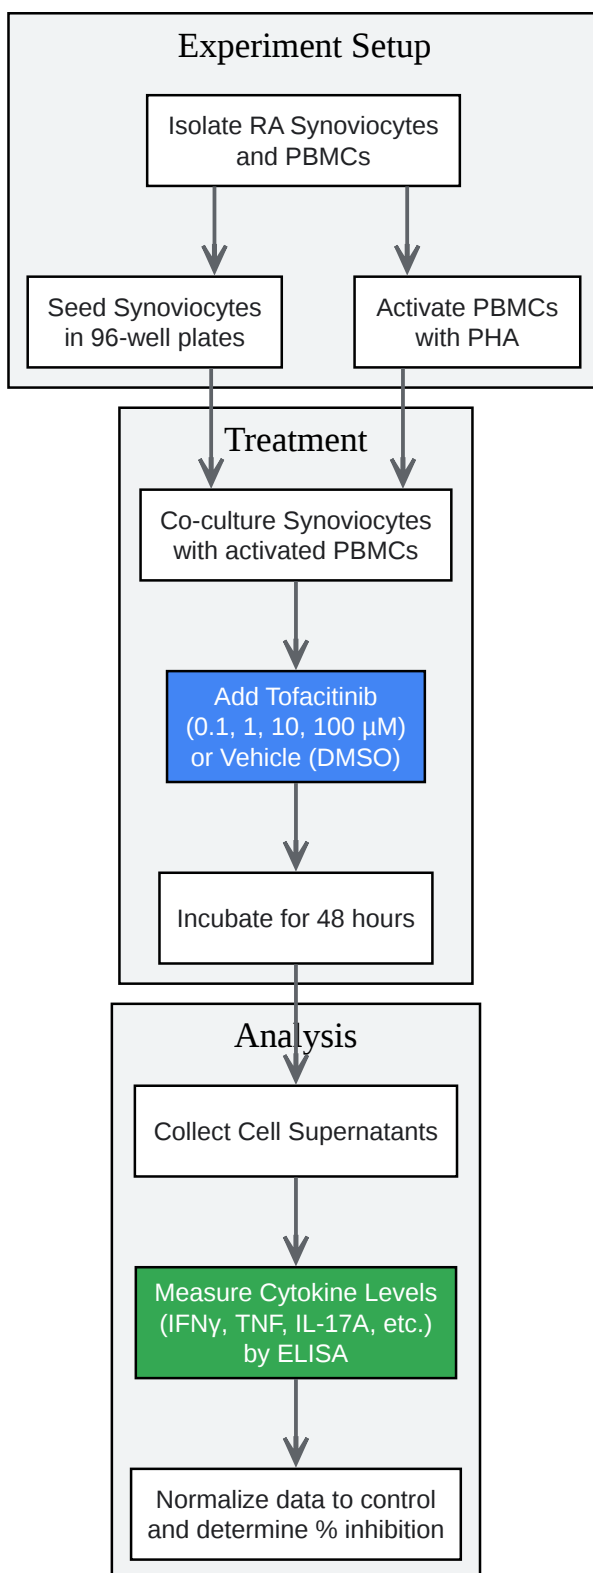 Experiment Setup
Isolate RA Synoviocytes
and PBMCs
Seed Synoviocytes
in 96-well plates
Activate PBMCs
with PHA
Treatment
Co-culture Synoviocytes
with activated PBMCs
Add Tofacitinib
(0.1, 1, 10, 100 µM)
or Vehicle (DMSO)
Incubate for 48 hours
Analysis
Collect Cell Supernatants
Measure Cytokine Levels
(IFNγ, TNF, IL-17A, etc.)
by ELISA
Normalize data to control
and determine % inhibition